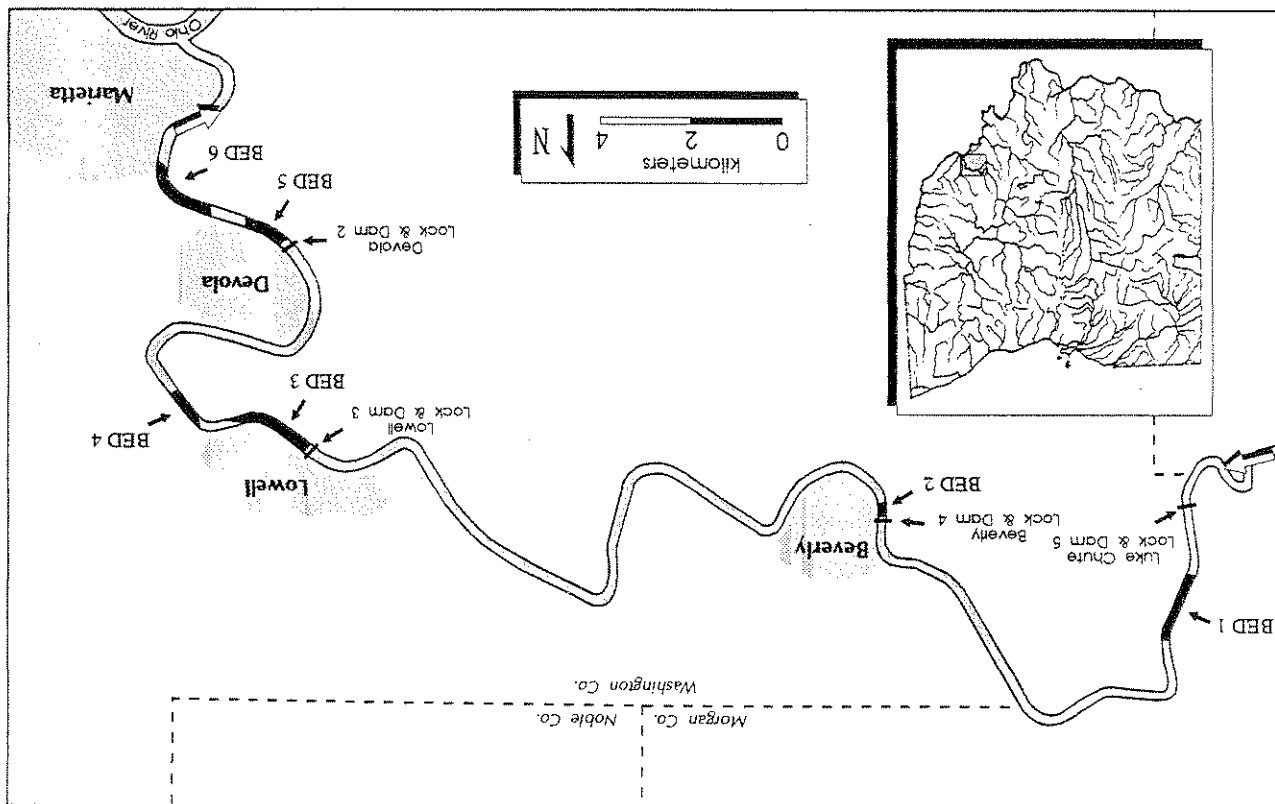 Morgan Co.
Noble Co.
Washington Co.
BED 1
Luke Chute
Lock & Dam 5
Beverly
Beverly
Lock & Dam 4
BED 2
Lowell
Lowell
Lock & Dam 3
BED 3
BED 4
Devola
Devola
Lock & Dam 2
BED 5
BED 6
kilometers
0 2 4
N
Marietta
Ohio River